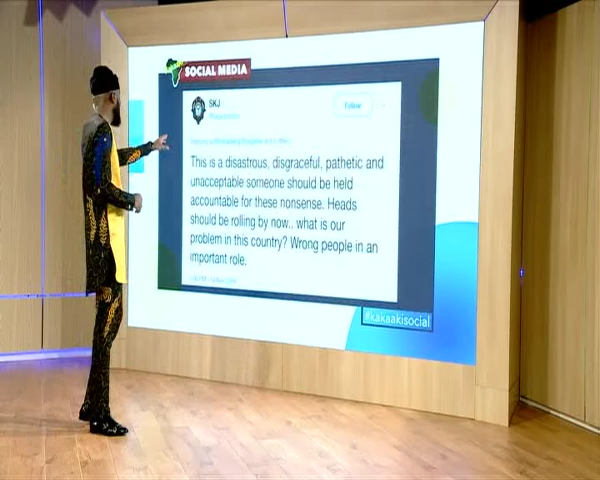 SOCIAL MEDIA
SKJ
Follow
This is a disastrous, disgraceful, pathetic and
unacceptable someone should be held
accountable for these nonsense. Heads
should be rolling by now.. what is our
problem in this country? Wrong people in an
important role.
#kakaakisocial